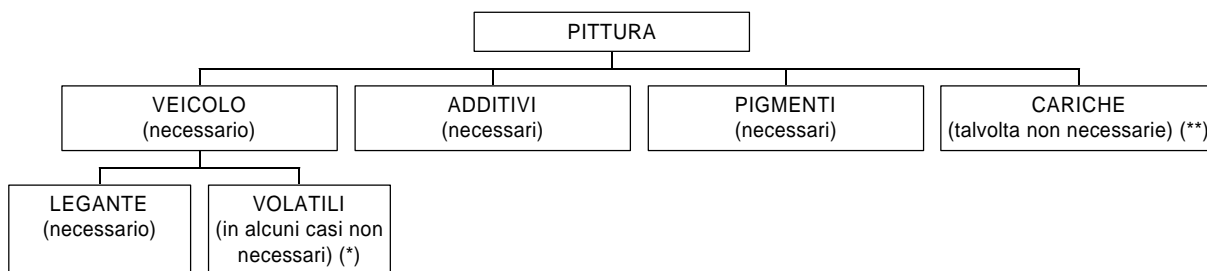 PITTURA
VEICOLO
(necessario)
ADDITIVI
(necessari)
PIGMENTI
(necessari)
CARICHE
(talvolta non necessarie) (**)
LEGANTE
(necessario)
VOLATILI
(in alcuni casi non
necessari) (*)